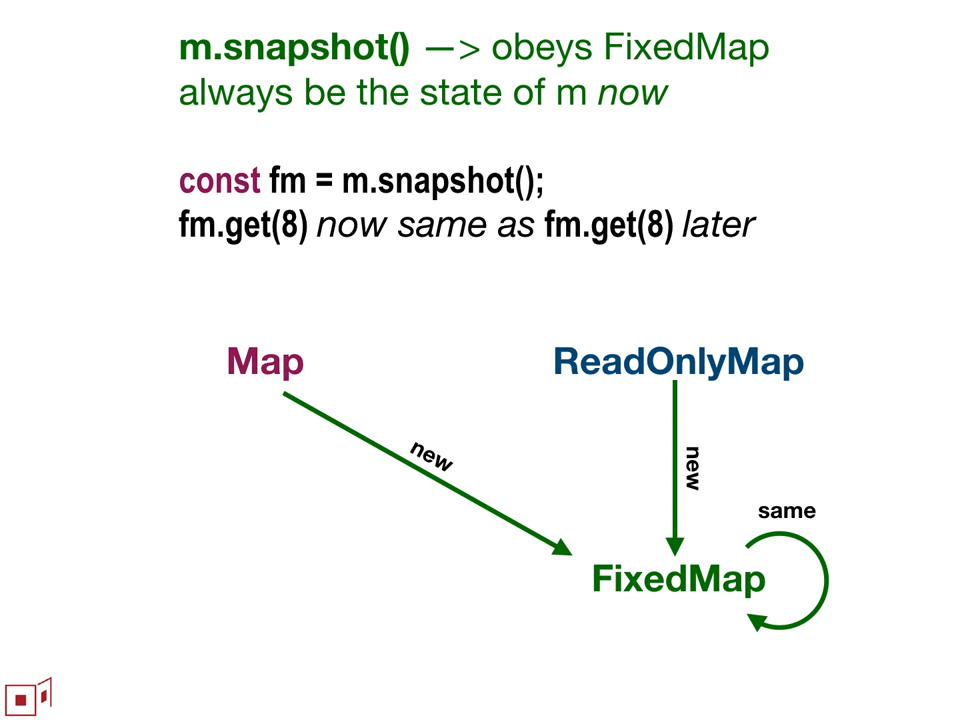 m.snapshot() —> obeys FixedMap
always be the state of m now
const fm = m.snapshot();
fm.get(8) now same as fm.get(8) later
Map
ReadOnlyMap
new
new
same
FixedMap